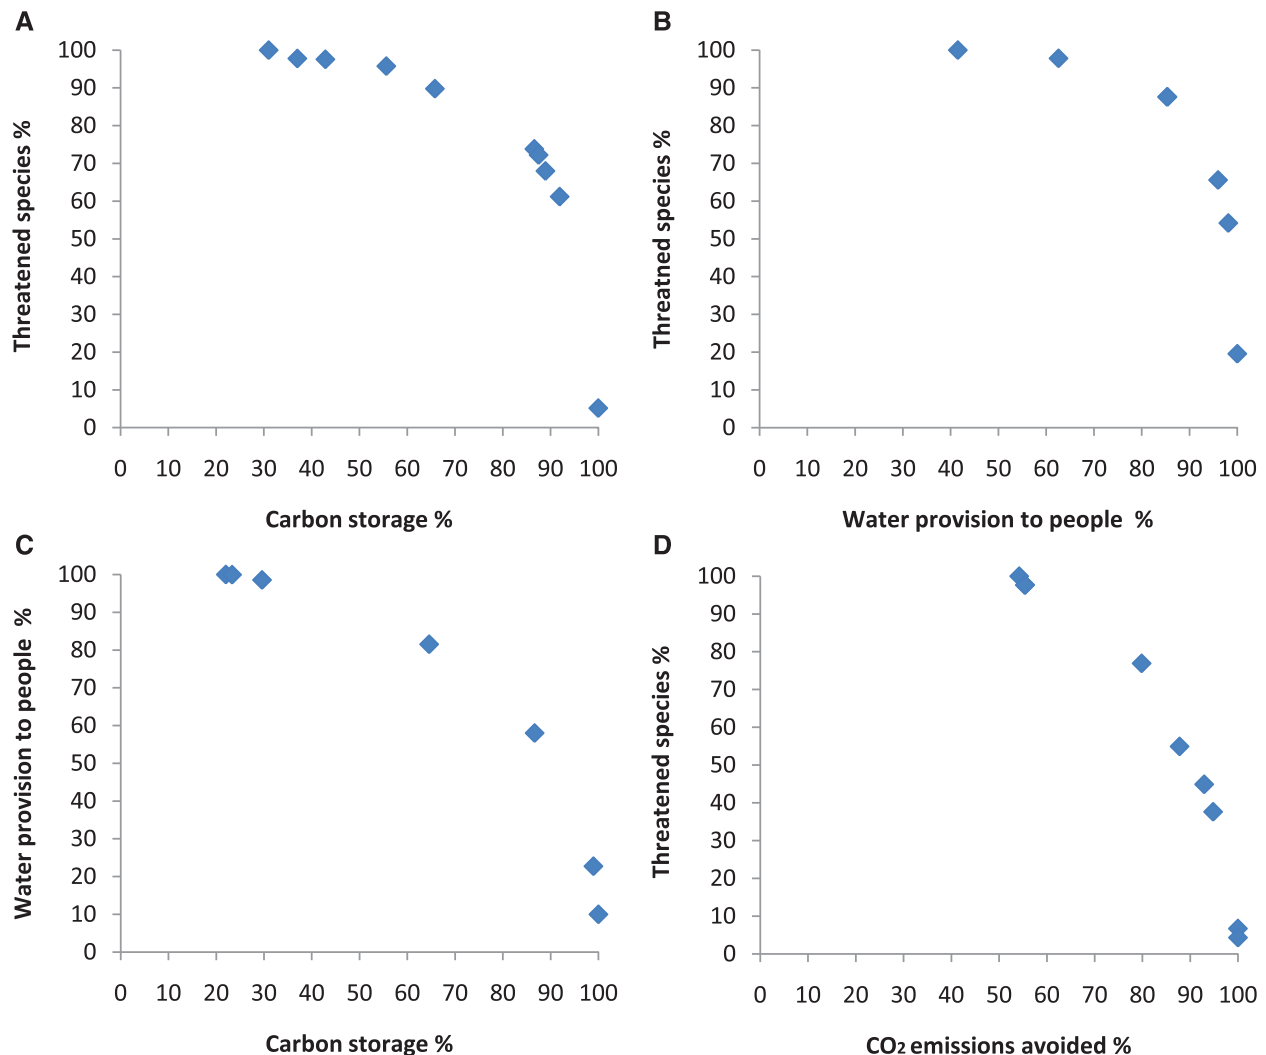 A
100
90
80
70
60
50
40
30
20
10
0
Threatened species %
0 10 20 30 40 50 60 70 80 90 100
Carbon storage %
B
100
90
80
70
60
50
40
30
20
10
0
Threatned species %
0 10 20 30 40 50 60 70 80 90 100
Water provision to people %
C
100
90
80
70
60
50
40
30
20
10
0
Water provision to people %
0 10 20 30 40 50 60 70 80 90 100
Carbon storage %
D
100
90
80
70
60
50
40
30
20
10
0
Threatened species %
0 10 20 30 40 50 60 70 80 90 100
CO2 emissions avoided %